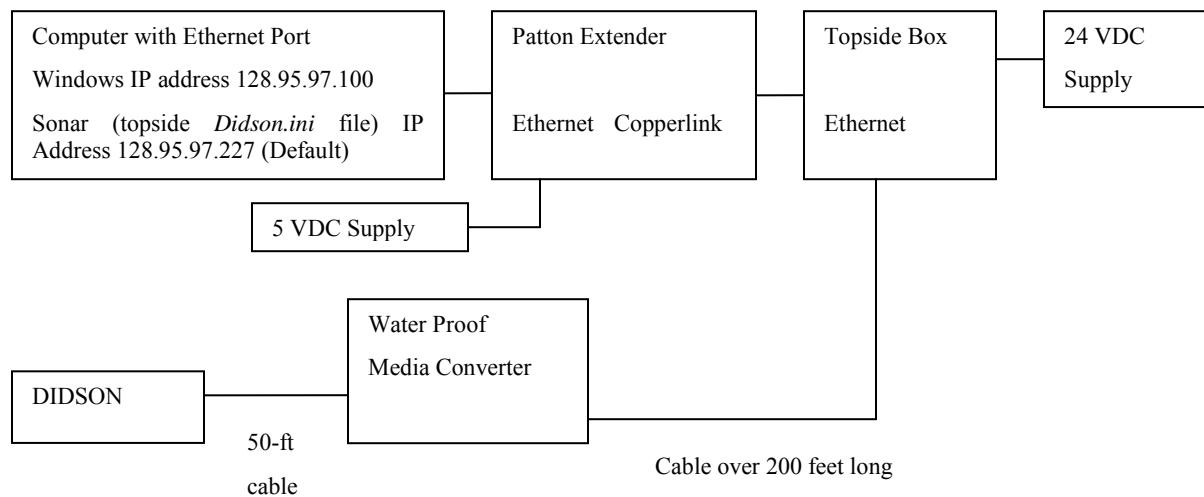 Computer with Ethernet Port
Windows IP address 128.95.97.100
Sonar (topside Didson.ini file) IP
Address 128.95.97.227 (Default)
Patton Extender
Ethernet Copperlink
Topside Box
Ethernet
24 VDC
Supply
5 VDC Supply
Water Proof
Media Converter
DIDSON
50-ft
cable
Cable over 200 feet long